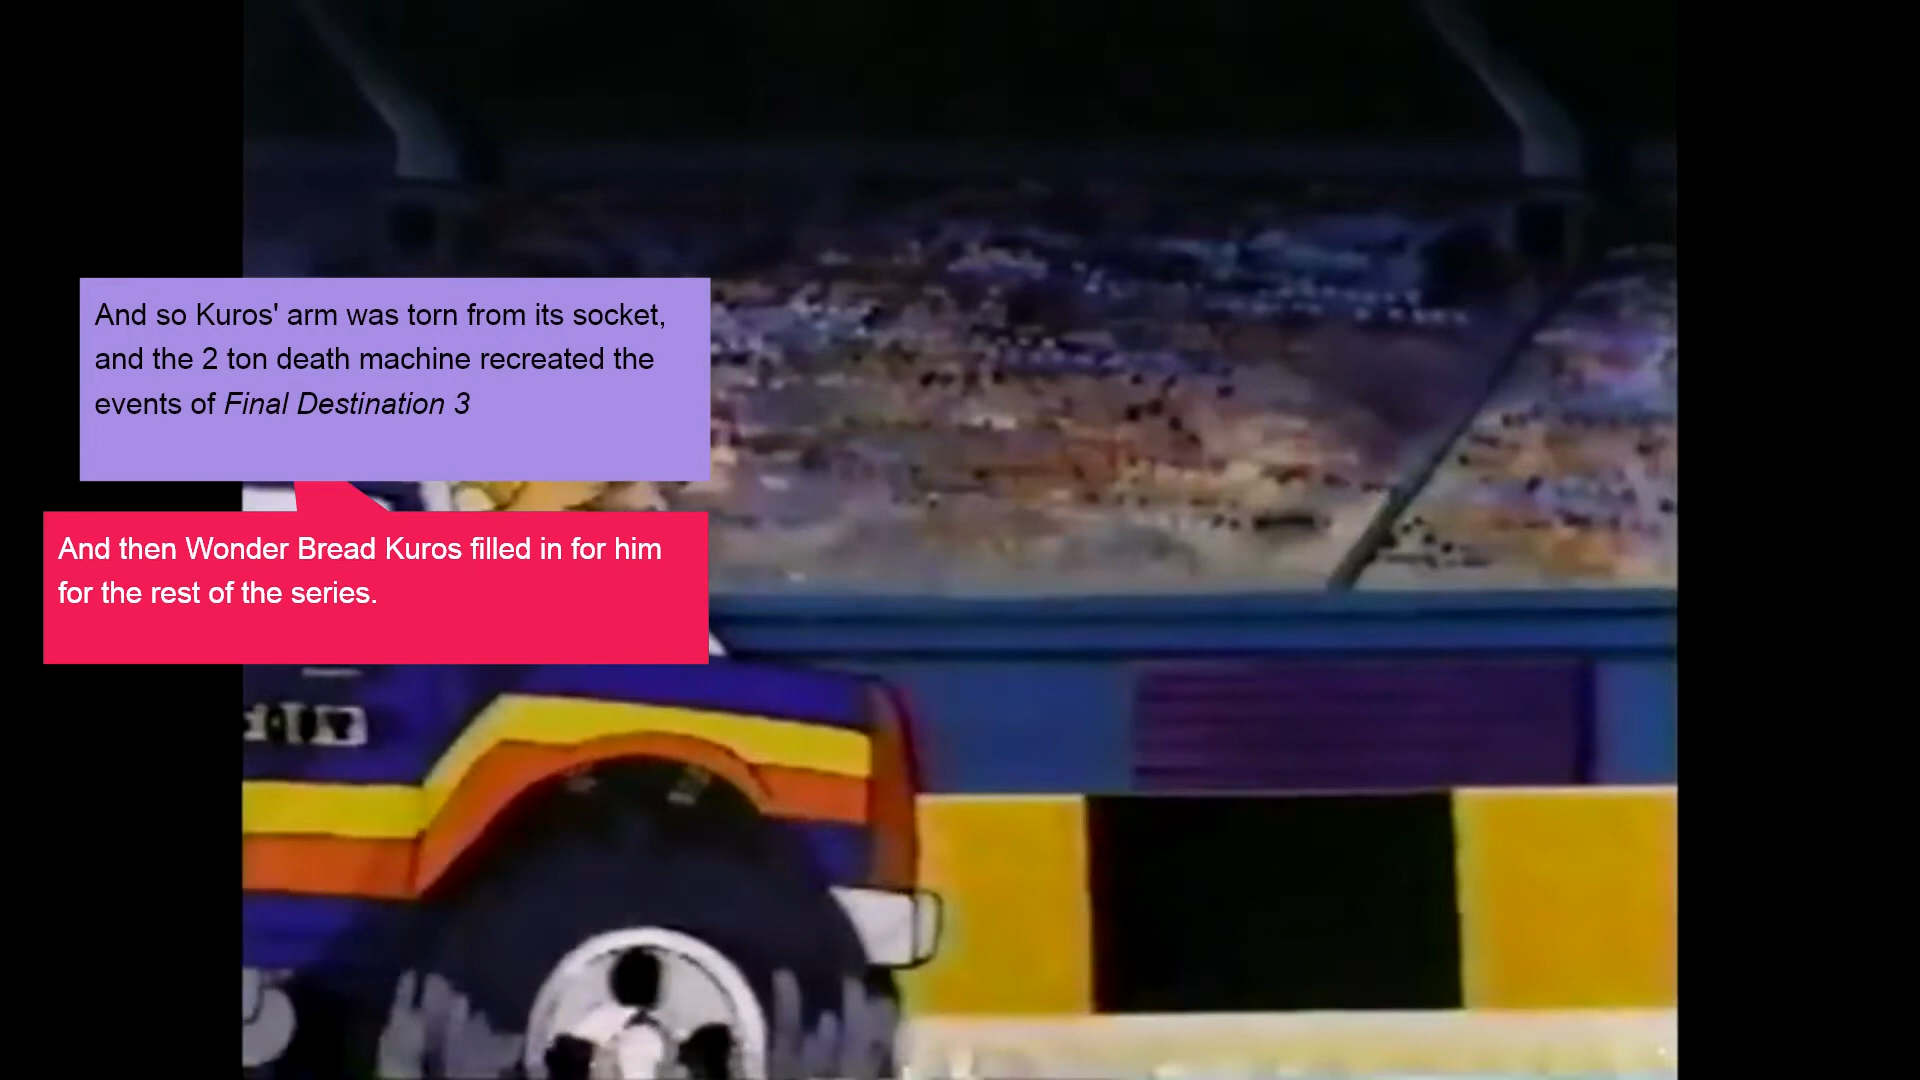 And so Kuros' arm was torn from its socket,
and the 2 ton death machine recreated the
events of Final Destination 3
And then Wonder Bread Kuros filled in for him
for the rest of the series.